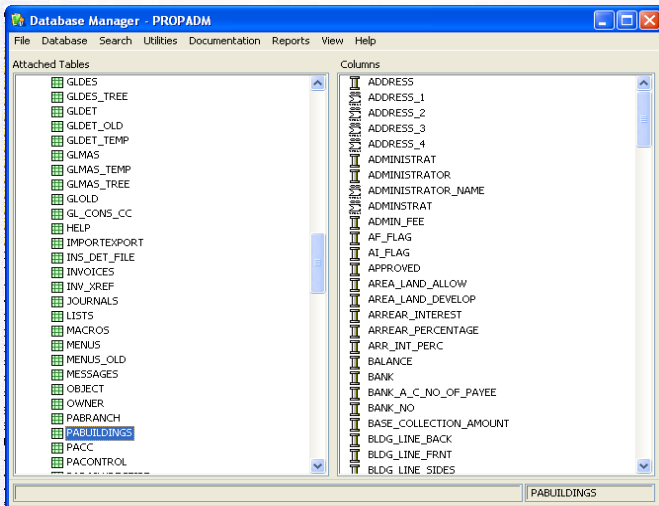 Database Manager - PROPADM
File Database Search Utilities Documentation Reports View Help
Attached Tables
GLDES
GLDES_TREE
GLDET
GLDET_OLD
GLDET_TEMP
GLMAS
GLMAS_TEMP
GLMAS_TREE
GLOLD
GL_CONS_CC
HELP
IMPORTEXPORT
INS_DET_FILE
INVOICES
INV_XREF
JOURNALS
LISTS
MACROS
MENUS
MENUS_OLD
MESSAGES
OBJECT
OWNER
PABRANCH
PABUILDINGS
PACC
PACONTROL
Columns
ADDRESS
ADDRESS_1
ADDRESS_2
ADDRESS_3
ADDRESS_4
ADMINISTRAT
ADMINISTRATOR
ADMINISTRATOR_NAME
ADMINSTRAT
ADMIN_FEE
AF_FLAG
AI_FLAG
APPROVED
AREA_LAND_ALLOW
AREA_LAND_DEVELOP
ARREAR_INTEREST
ARREAR_PERCENTAGE
ARR_INT_PERC
BALANCE
BANK
BANK_A_C_NO_OF_PAYEE
BANK_NO
BASE_COLLECTION_AMOUNT
BLDG_LINE_BACK
BLDG_LINE_FRNT
BLDG_LINE_SIDES
PABUILDINGS